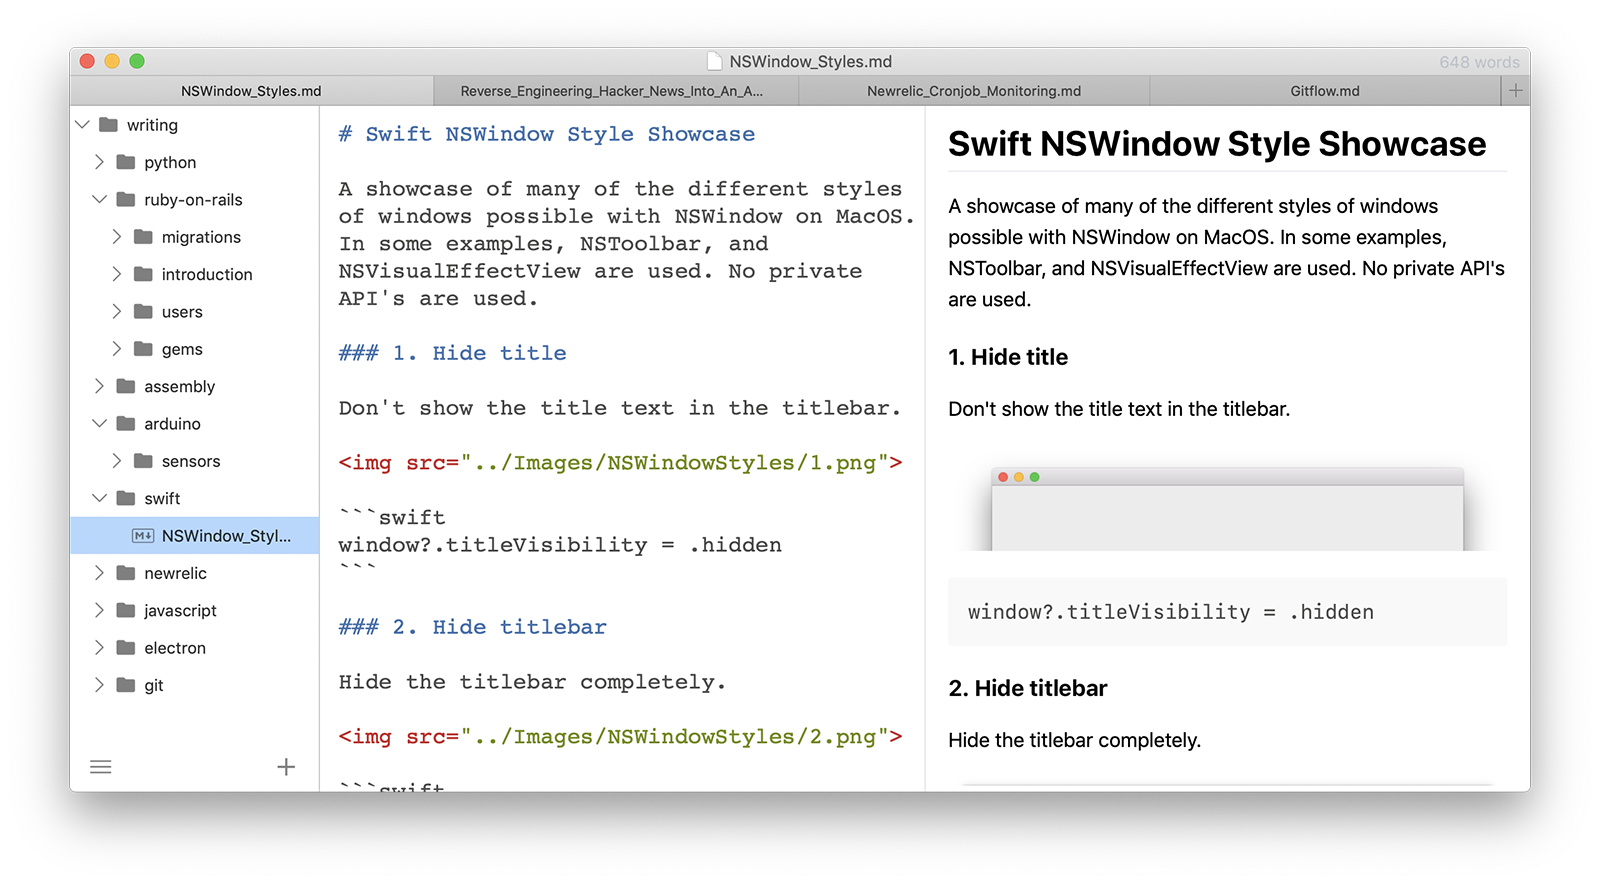 NSWindow_Styles.md
648 words
NSWindow_Styles.md
Reverse_Engineering_Hacker_News_Into_An_A...
Newrelic_Cronjob_Monitoring.md
Gitflow.md
writing
python
ruby-on-rails
migrations
introduction
users
gems
assembly
arduino
sensors
swift
M↓ NSWindow_Styl...
newrelic
javascript
electron
git
# Swift NSWindow Style Showcase
A showcase of many of the different styles
of windows possible with NSWindow on MacOS.
In some examples, NSToolbar, and
NSVisualEffectView are used. No private
API's are used.
### 1. Hide title
Don't show the title text in the titlebar.
<img src="../Images/NSWindowStyles/1.png">
```swift
window?.titleVisibility = .hidden
```
### 2. Hide titlebar
Hide the titlebar completely.
<img src="../Images/NSWindowStyles/2.png">
```swift
Swift NSWindow Style Showcase
A showcase of many of the different styles of windows
possible with NSWindow on MacOS. In some examples,
NSToolbar, and NSVisualEffectView are used. No private API's
are used.
1. Hide title
Don't show the title text in the titlebar.
window?.titleVisibility = .hidden
2. Hide titlebar
Hide the titlebar completely.